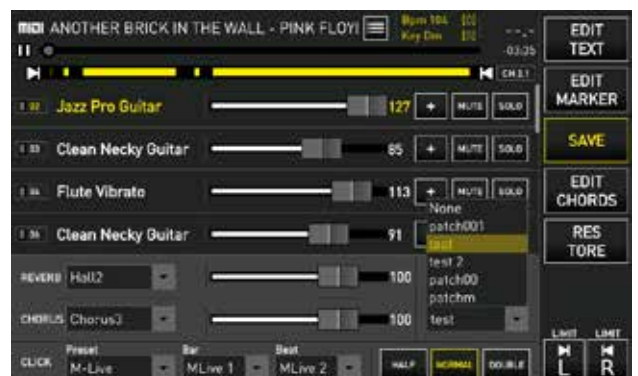 midi ANOTHER BRICK IN THE WALL - PINK FLOYI
Bpm 104
Key Dm
--.-
-03:35
CH 2.1
Jazz Pro Guitar 127 + MUTE SOLO
Clean Necky Guitar 85 + MUTE SOLO
Flute Vibrato 113 + MUTE SOLO
Clean Necky Guitar 91
None
patch001
test
test 2
patch00
patchm
test
REVERB Hall2 100
CHORUS Chorus3 100
CLICK
Preset
M-Live
Bar
MLive 1
Beat
MLive 2
HALF NORMAL DOUBLE
EDIT
TEXT
EDIT
MARKER
SAVE
EDIT
CHORDS
RES
TORE
LIMIT LIMIT
L R